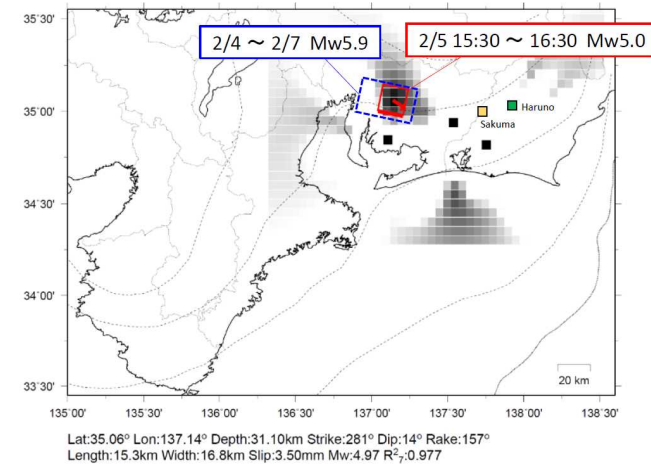 35°30'
2/4 ～ 2/7 Mw5.9
2/5 15:30 ～ 16:30 Mw5.0
35°00'
Haruno
Sakuma
34°30'
34°00'
20 km
33°30'
135°00' 135°30' 136°00' 136°30' 137°00' 137°30' 138°00' 138°30'
Lat:35.06° Lon:137.14° Depth:31.10km Strike:281° Dip:14° Rake:157°
Length:15.3km Width:16.8km Slip:3.50mm Mw:4.97 R²₇:0.977